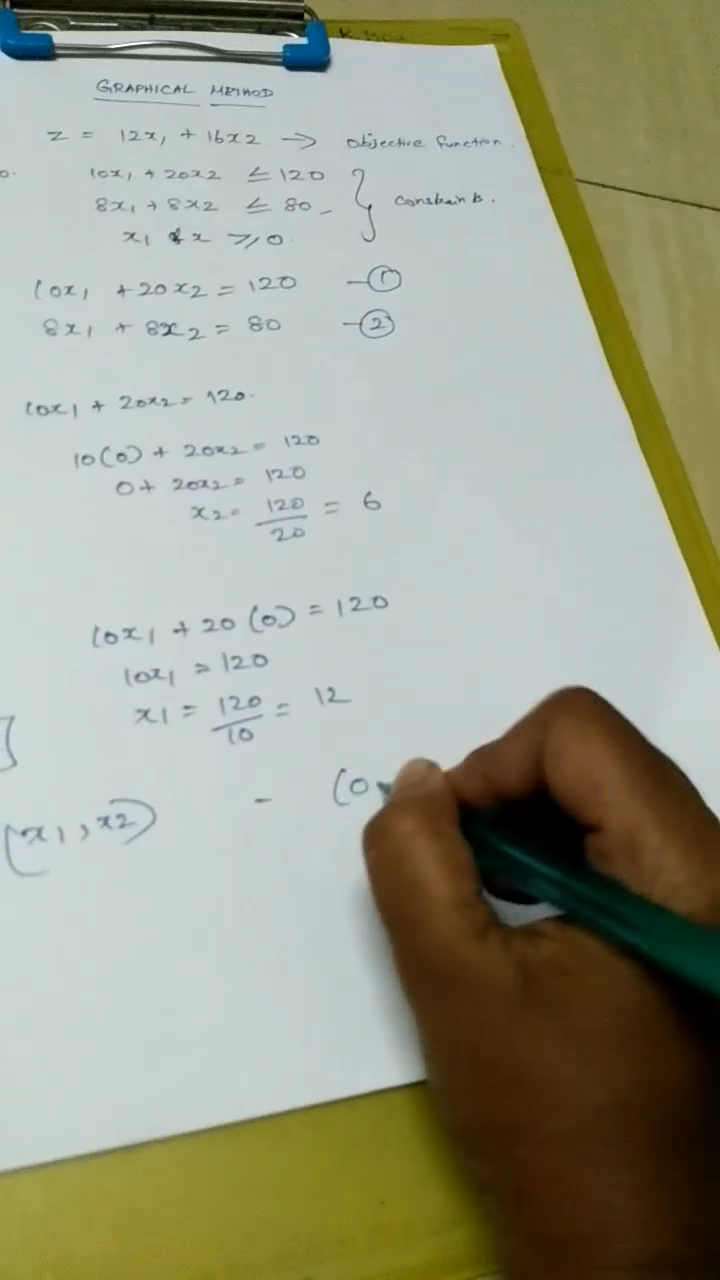 GRAPHICAL METHOD
z = 12x1 + 16x2 → objective function.
10x1 + 20x2 ≤ 120
8x1 + 8x2 ≤ 80
constraints.
x1 & x ≥ 0.
10x1 + 20x2 = 120 - ①
8x1 + 8x2 = 80 - ②
10x1 + 20x2 = 120.
10(0) + 20x2 = 120
0 + 20x2 = 120
x2 = 120/20 = 6
10x1 + 20(0) = 120
10x1 = 120
x1 = 120/10 = 12
(x1, x2) - (0